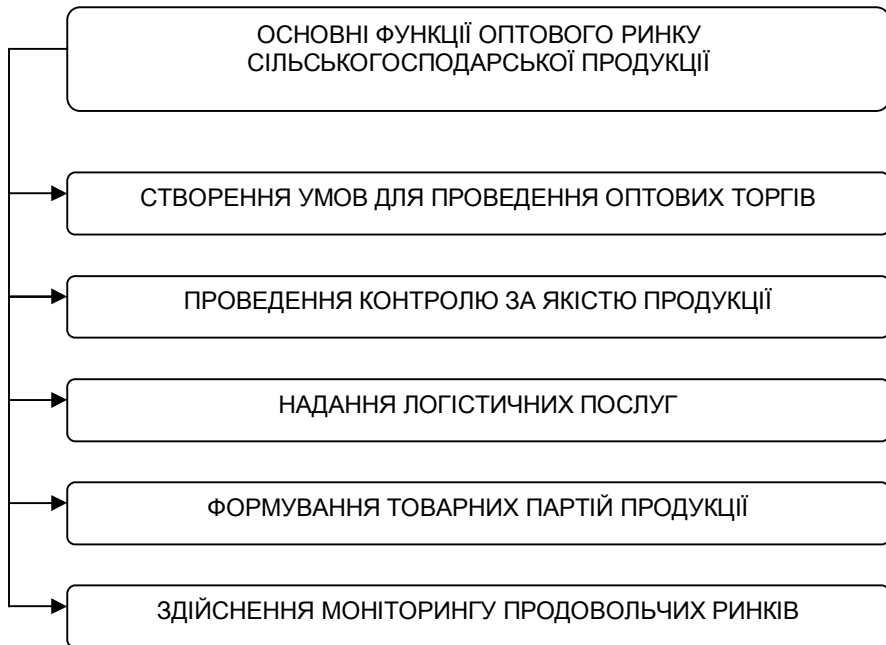 ОСНОВНІ ФУНКЦІЇ ОПТОВОГО РИНКУ
СІЛЬСЬКОГОСПОДАРСЬКОЇ ПРОДУКЦІЇ
СТВОРЕННЯ УМОВ ДЛЯ ПРОВЕДЕННЯ ОПТОВИХ ТОРГІВ
ПРОВЕДЕННЯ КОНТРОЛЮ ЗА ЯКІСТЮ ПРОДУКЦІЇ
НАДАННЯ ЛОГІСТИЧНИХ ПОСЛУГ
ФОРМУВАННЯ ТОВАРНИХ ПАРТІЙ ПРОДУКЦІЇ
ЗДІЙСНЕННЯ МОНІТОРИНГУ ПРОДОВОЛЬЧИХ РИНКІВ